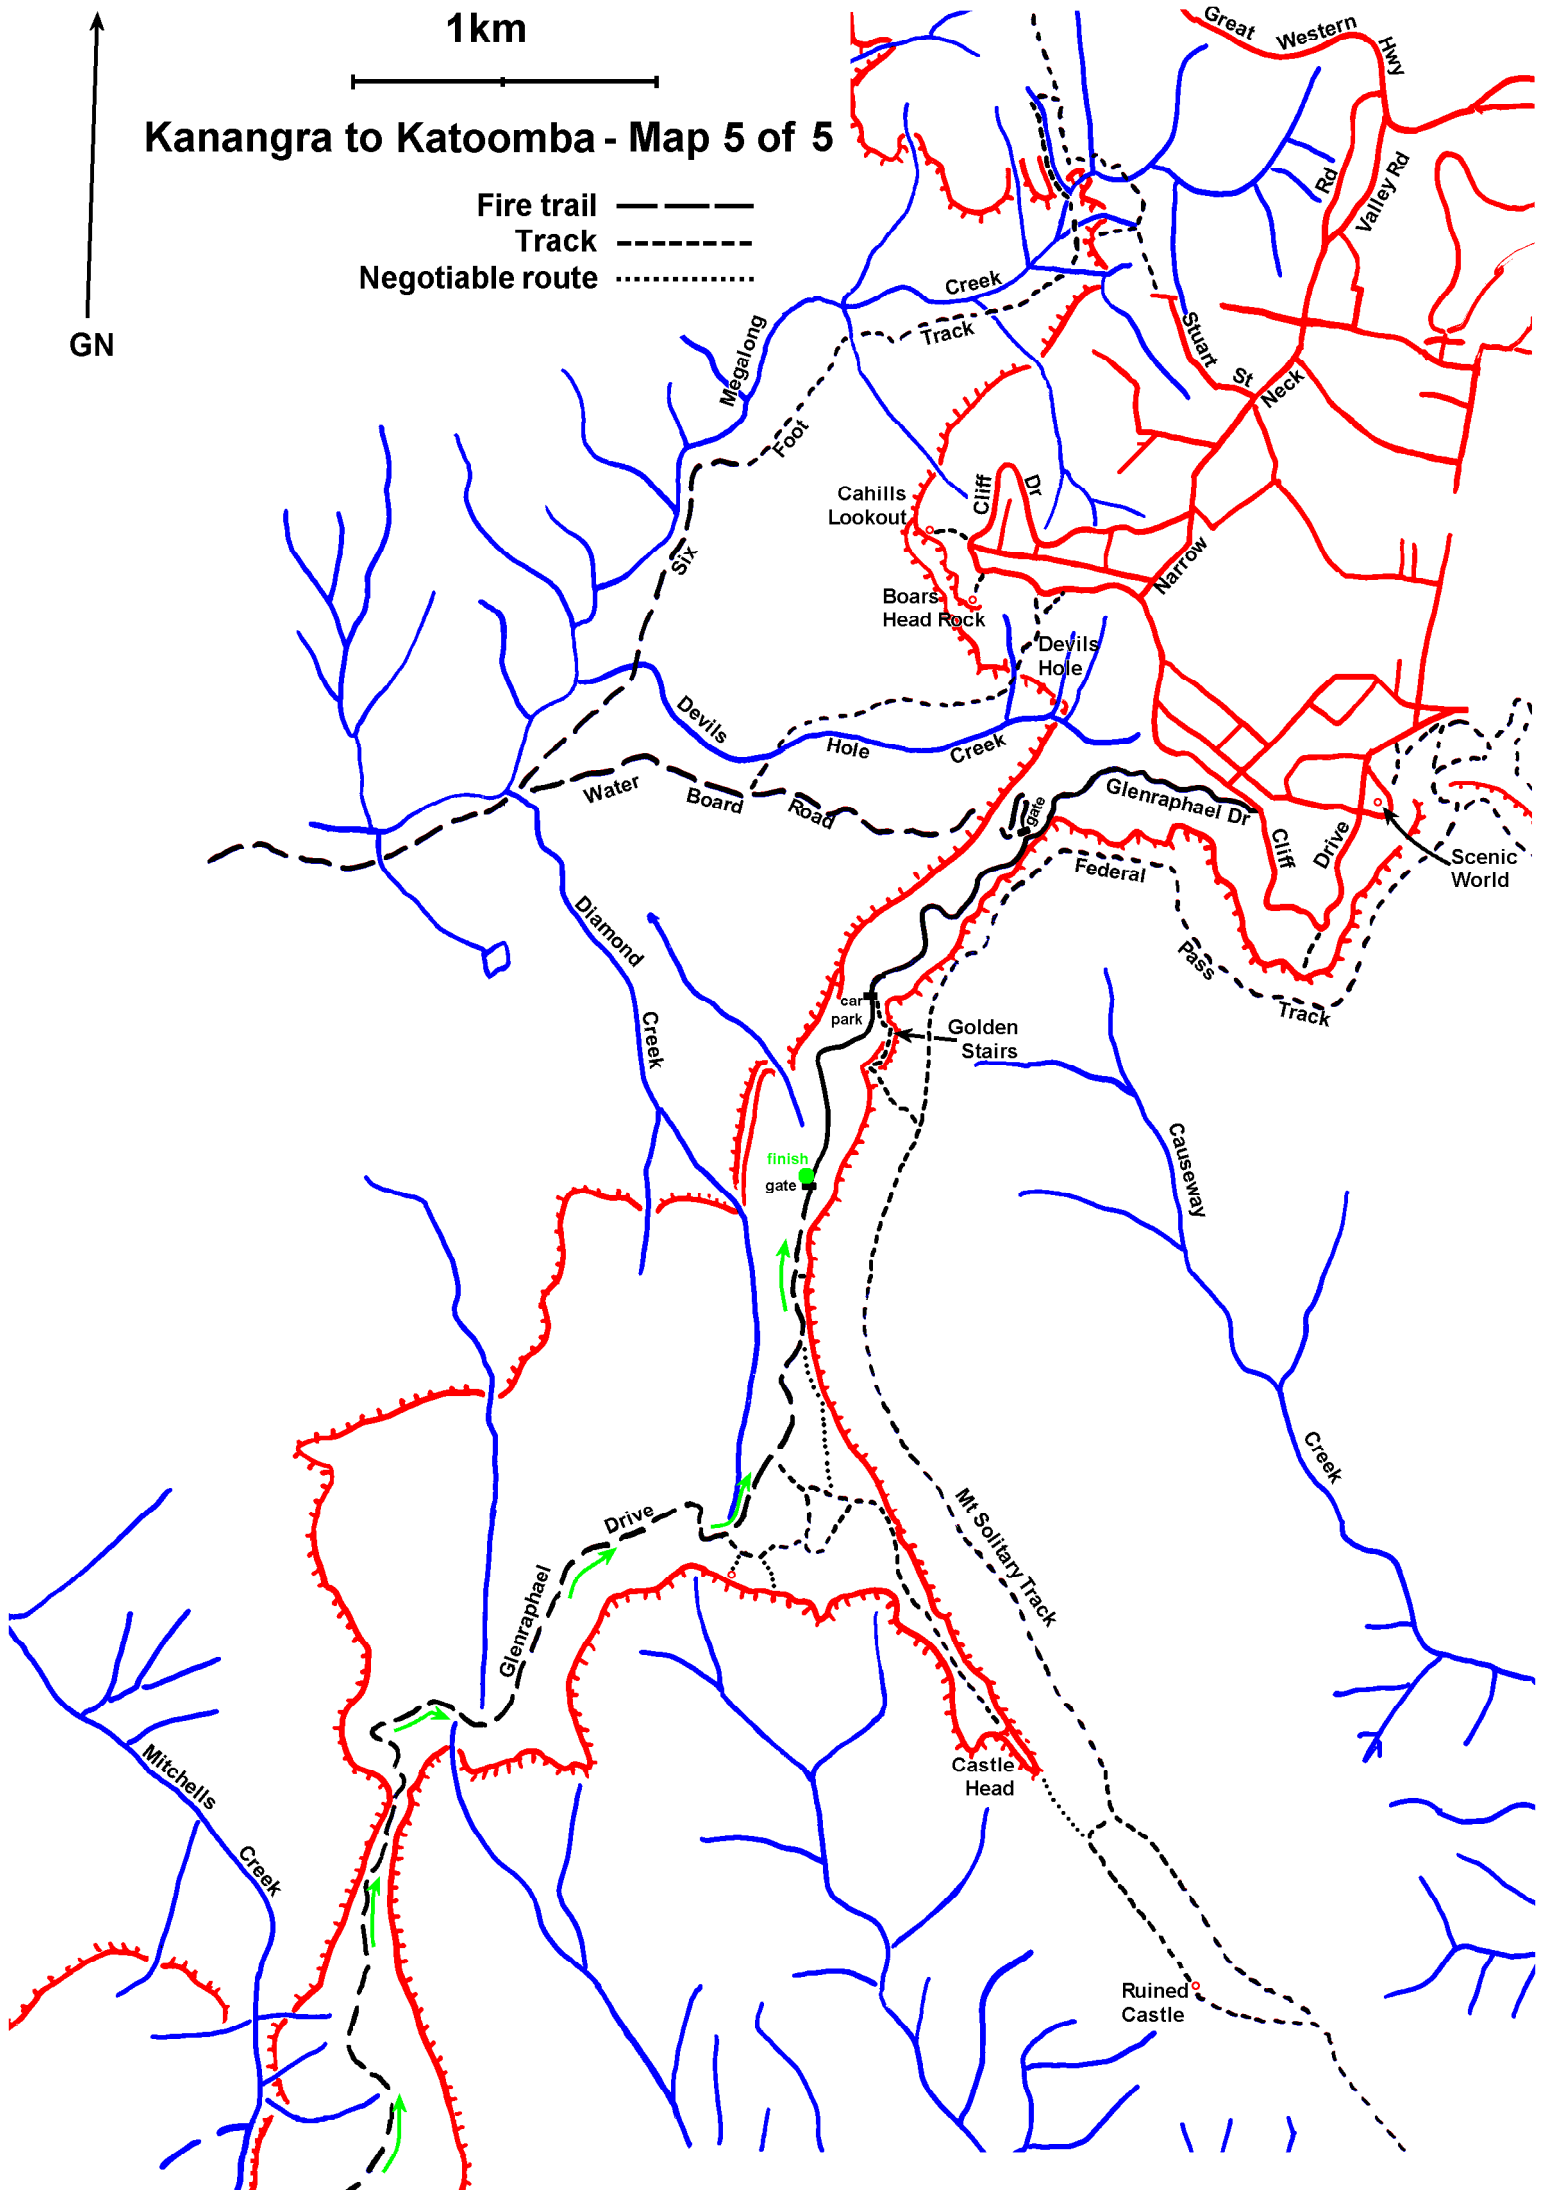 1km
Kanangra to Katoomba - Map 5 of 5
Fire trail
Track
Negotiable route
GN
Great Western Hwy
Rd
Valley Rd
Creek
Track
Megalong
Stuart St
Neck
Foot
Cahills
Lookout
Cliff Dr
Six
Narrow
Boars
Head Rock
Devils
Hole
Devils Hole Creek
Water Board Road
gate
Glenraphael Dr
Cliff Drive
Scenic
World
Federal
Pass
Track
Diamond
Creek
car
park
Golden
Stairs
Causeway
finish
gate
Creek
Mt Solitary Track
Drive
Glenraphael
Castle
Head
Mitchells
Creek
Ruined
Castle